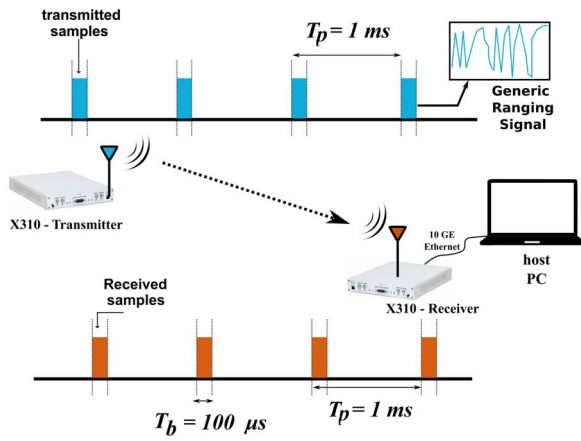 transmitted
samples
Tp = 1 ms
Generic
Ranging
Signal
X310 - Transmitter
10 GE
Ethernet
host
PC
X310 - Receiver
Received
samples
Tb = 100 μs
Tp = 1 ms